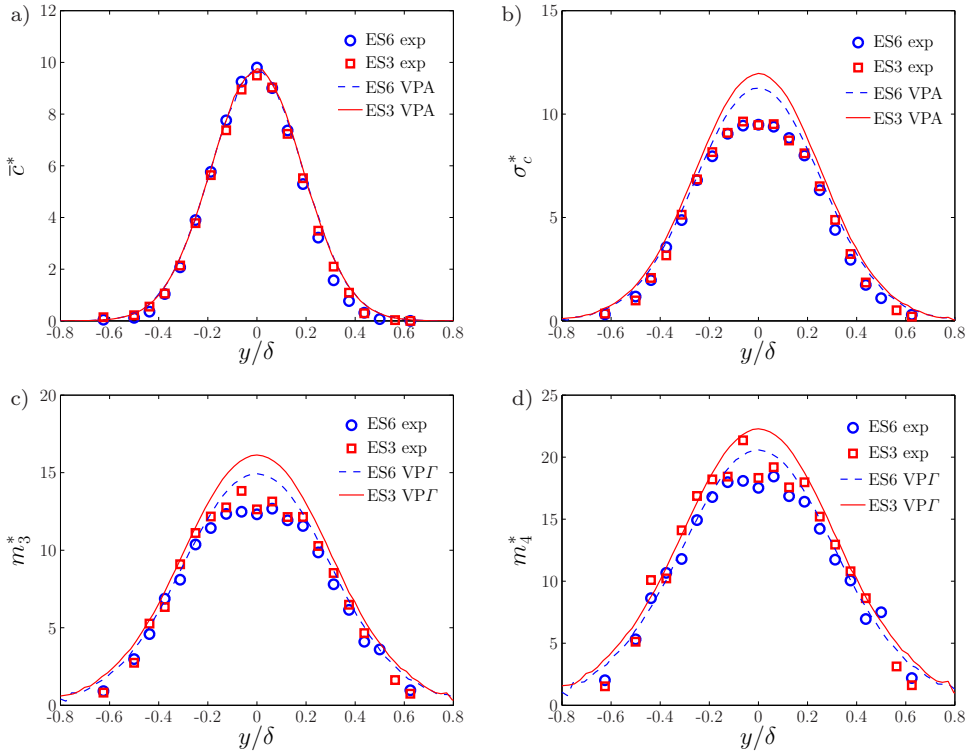 a)
12
10
8
6
4
2
0
c̄*
-0.8 -0.6 -0.4 -0.2 0 0.2 0.4 0.6 0.8
y/δ
ES6 exp
ES3 exp
ES6 VPA
ES3 VPA
b)
15
10
5
0
σc*
-0.8 -0.6 -0.4 -0.2 0 0.2 0.4 0.6 0.8
y/δ
ES6 exp
ES3 exp
ES6 VPA
ES3 VPA
c)
20
15
10
5
0
m3*
-0.8 -0.6 -0.4 -0.2 0 0.2 0.4 0.6 0.8
y/δ
ES6 exp
ES3 exp
ES6 VPΓ
ES3 VPΓ
d)
25
20
15
10
5
0
m4*
-0.8 -0.6 -0.4 -0.2 0 0.2 0.4 0.6 0.8
y/δ
ES6 exp
ES3 exp
ES6 VPΓ
ES3 VPΓ